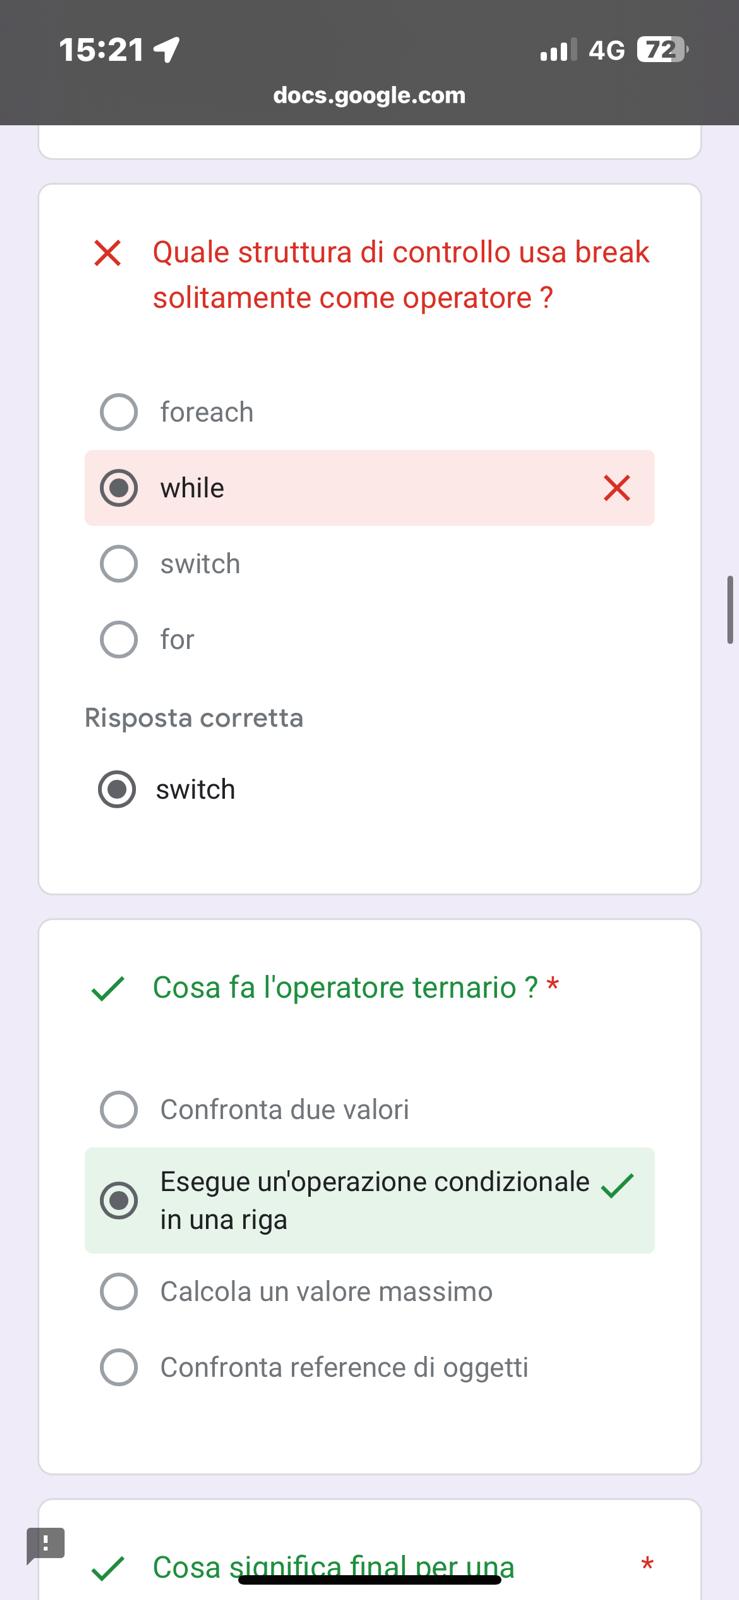 15:21
4G
72
docs.google.com
Quale struttura di controllo usa break
solitamente come operatore ?
foreach
while
switch
for
Risposta corretta
switch
Cosa fa l'operatore ternario ? *
Confronta due valori
Esegue un'operazione condizionale
in una riga
Calcola un valore massimo
Confronta reference di oggetti
!
Cosa significa final per una *